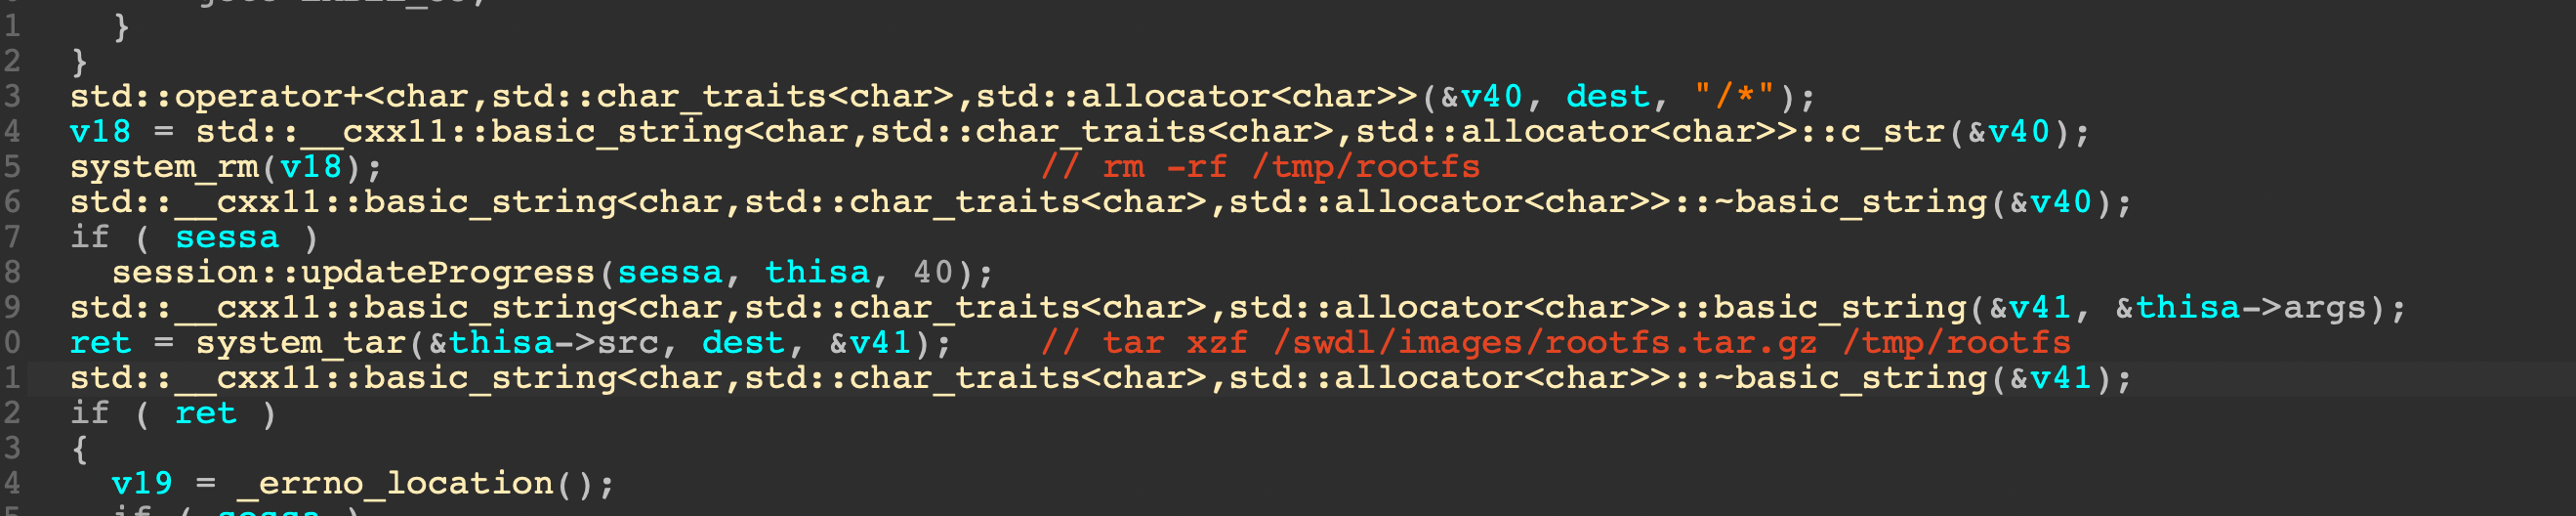 1 }
2 }
3 std::operator+<char,std::char_traits<char>,std::allocator<char>>(&v40, dest, "/*");
4 v18 = std::__cxx11::basic_string<char,std::char_traits<char>,std::allocator<char>>::c_str(&v40);
5 system_rm(v18); // rm -rf /tmp/rootfs
6 std::__cxx11::basic_string<char,std::char_traits<char>,std::allocator<char>>::~basic_string(&v40);
7 if ( sessa )
8 session::updateProgress(sessa, thisa, 40);
9 std::__cxx11::basic_string<char,std::char_traits<char>,std::allocator<char>>::basic_string(&v41, &thisa->args);
0 ret = system_tar(&thisa->src, dest, &v41); // tar xzf /swdl/images/rootfs.tar.gz /tmp/rootfs
1 std::__cxx11::basic_string<char,std::char_traits<char>,std::allocator<char>>::~basic_string(&v41);
2 if ( ret )
3 {
4 v19 = _errno_location();